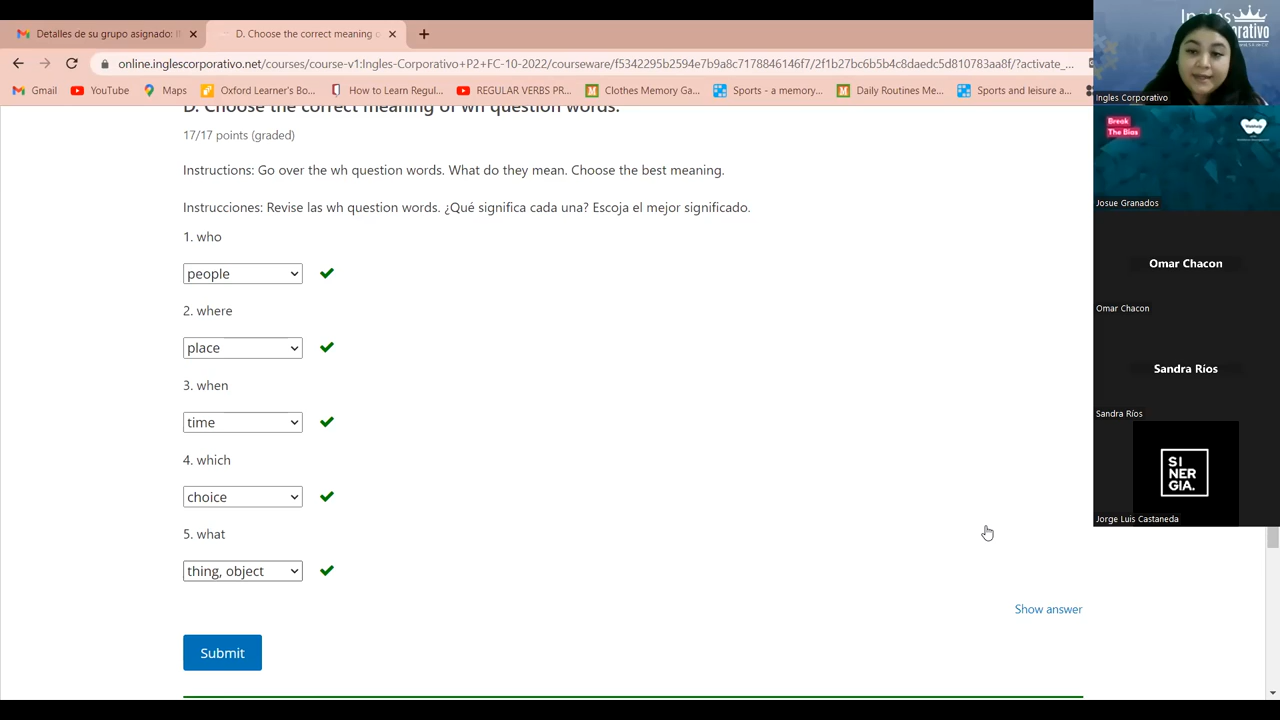 Detalles de su grupo asignado: I
D. Choose the correct meaning o
online.inglescorporativo.net/courses/course-v1:Ingles-Corporativo+P2+FC-10-2022/courseware/f5342295b2594e7b9a8c7178846146f7/2f1b27bc6b5b4c8daedc5d810783aa8f/?activate_...
Gmail
YouTube
Maps
Oxford Learner's Bo...
How to Learn Regul...
REGULAR VERBS PR...
Clothes Memory Ga...
Sports - a memory...
Daily Routines Me...
Sports and leisure a...
D. Choose the correct meaning of wh question words.
17/17 points (graded)
Instructions: Go over the wh question words. What do they mean. Choose the best meaning.
Instrucciones: Revise las wh question words. ¿Qué significa cada una? Escoja el mejor significado.
1. who
people
2. where
place
3. when
time
4. which
choice
5. what
thing, object
Show answer
Submit
Inglés
Ingles Corporativo
Break
The Bias
Josue Granados
Omar Chacon
Omar Chacon
Sandra Ríos
Sandra Ríos
SI
NER
GIA.
Jorge Luis Castaneda